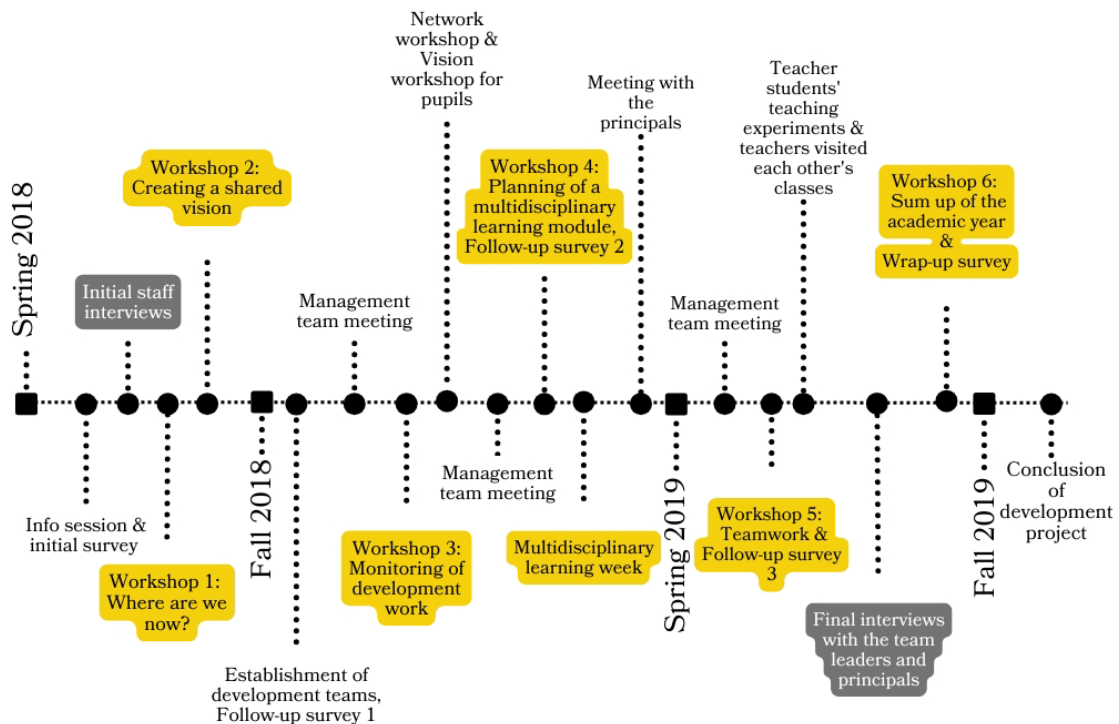 Spring 2018
Info session &
initial survey
Initial staff
interviews
Workshop 1:
Where are we
now?
Workshop 2:
Creating a shared
vision
Fall 2018
Establishment of
development teams,
Follow-up survey 1
Management
team meeting
Workshop 3:
Monitoring of
development
work
Network
workshop &
Vision
workshop for
pupils
Management
team meeting
Workshop 4:
Planning of a
multidisciplinary
learning module,
Follow-up survey 2
Multidisciplinary
learning week
Meeting with
the
principals
Spring 2019
Management
team meeting
Workshop 5:
Teamwork &
Follow-up survey
3
Teacher
students'
teaching
experiments &
teachers visited
each other's
classes
Final interviews
with the team
leaders and
principals
Workshop 6:
Sum up of the
academic year
&
Wrap-up survey
Fall 2019
Conclusion
of
development
project